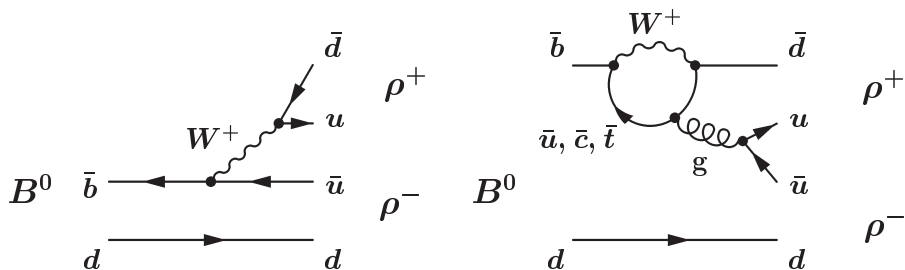 d̄
ρ⁺
u
W⁺
B⁰
b̄
ū
ρ⁻
d
d
W⁺
b̄
d̄
ρ⁺
u
ū, c̄, t̄
g
ū
B⁰
ρ⁻
d
d